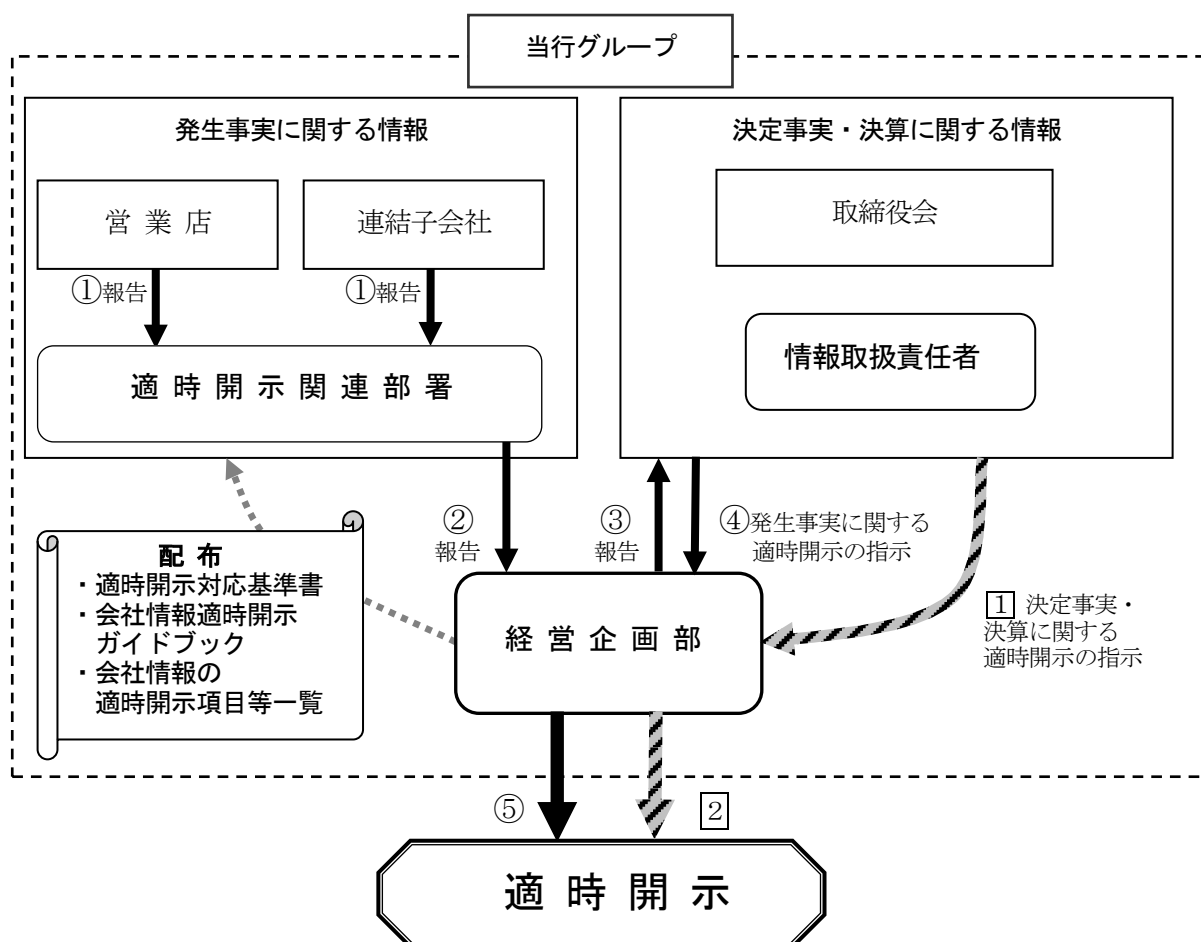 当行グループ
発生事実に関する情報
決定事実・決算に関する情報
営業店
連結子会社
取締役会
①報告
①報告
情報取扱責任者
適時開示関連部署
②
報告
③
報告
④発生事実に関する
適時開示の指示
配布
・適時開示対応基準書
・会社情報適時開示
ガイドブック
・会社情報の
適時開示項目等一覧
経営企画部
1 決定事実・
決算に関する
適時開示の指示
⑤
2
適時開示